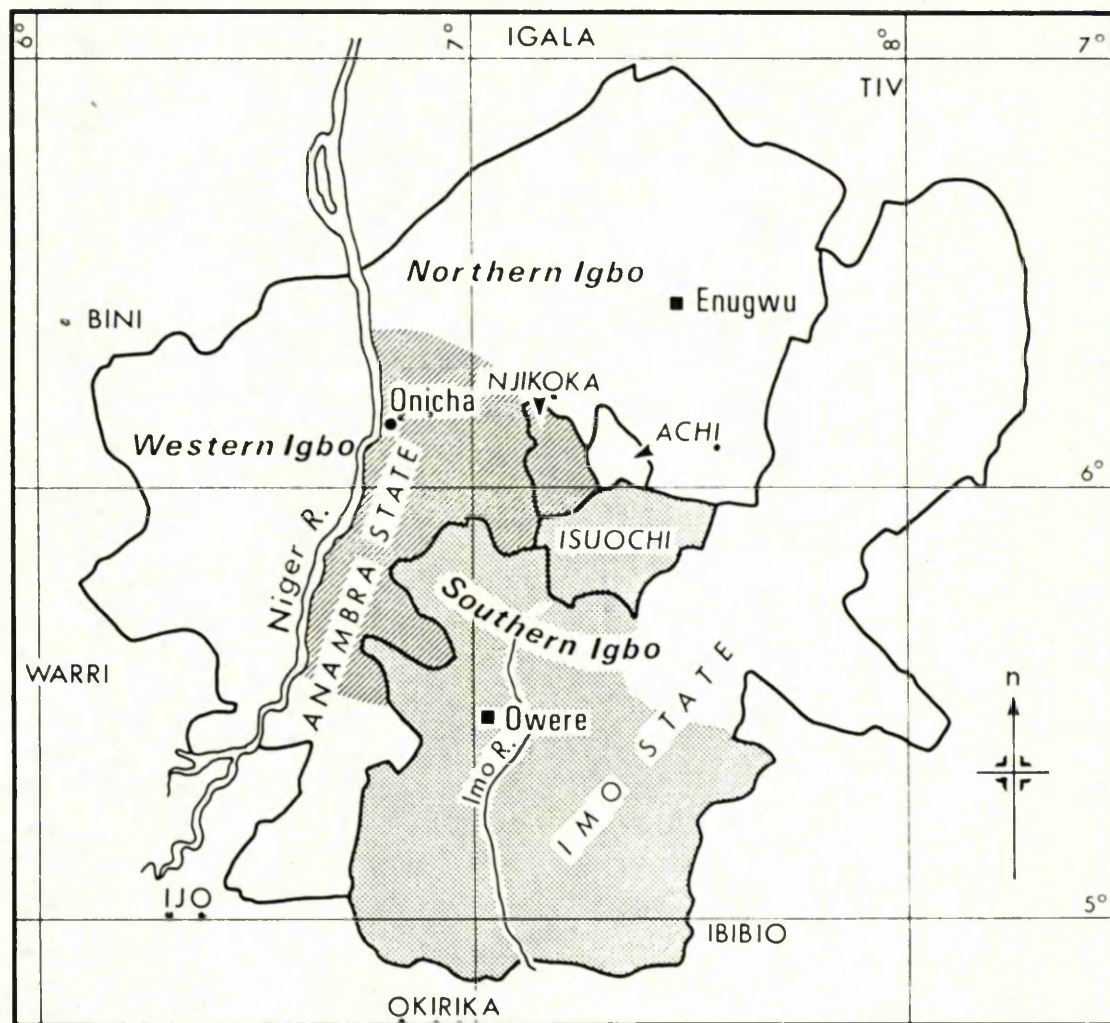 6°
7°
8°
7°
IGALA
TIV
Northern Igbo
Enugwu
BINI
NJIKOKA
Onicha
ACHI
Western Igbo
6°
ANAMBRA STATE
ISUOCHI
Niger R.
Southern Igbo
WARRI
IMO STATE
n
Owere
Imo R.
IJO
5°
IBIBIO
OKIRIKA